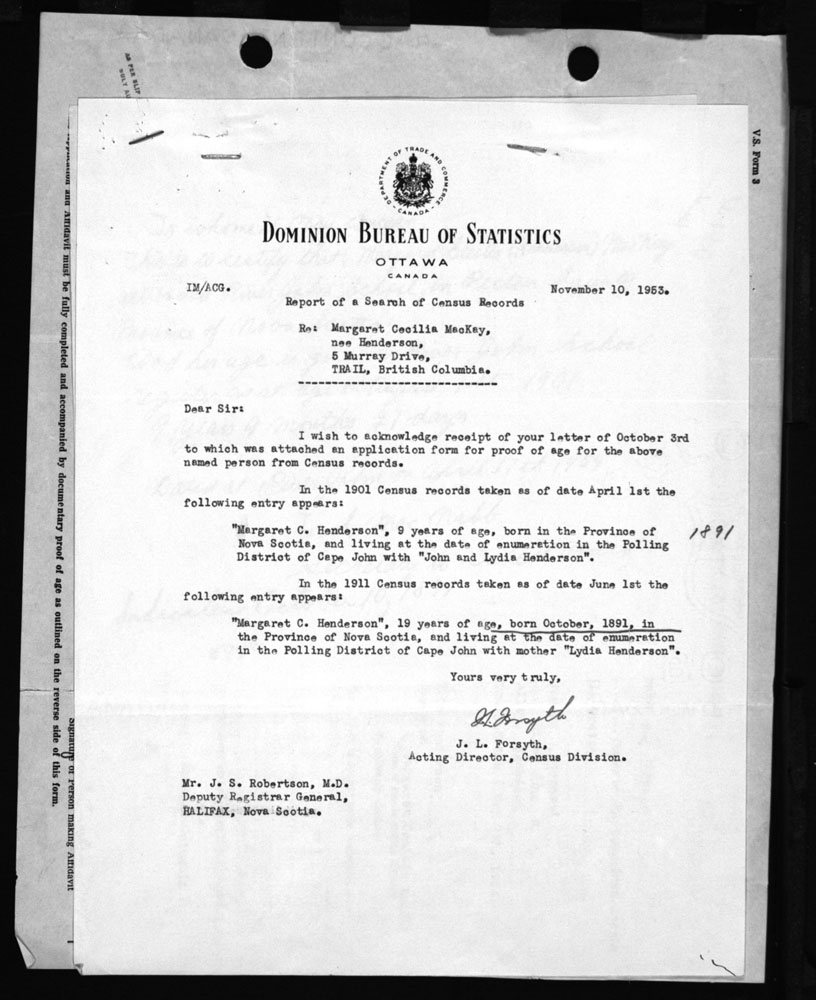 AS PER SLIP
V.S. Form 3
DEPARTMENT OF TRADE AND COMMERCE
CANADA
DOMINION BUREAU OF STATISTICS
OTTAWA
CANADA
IM/ACG.
November 10, 1953.
Report of a Search of Census Records
Re: Margaret Cecilia MacKay,
nee Henderson,
5 Murray Drive,
TRAIL, British Columbia.
Dear Sir:
I wish to acknowledge receipt of your letter of October 3rd
to which was attached an application form for proof of age for the above
named person from Census records.
In the 1901 Census records taken as of date April 1st the
following entry appears:
"Margaret C. Henderson", 9 years of age, born in the Province of
Nova Scotia, and living at the date of enumeration in the Polling
District of Cape John with "John and Lydia Henderson".
1891
In the 1911 Census records taken as of date June 1st the
following entry appears:
"Margaret C. Henderson", 19 years of age, born October, 1891, in
the Province of Nova Scotia, and living at the date of enumeration
in the Polling District of Cape John with mother "Lydia Henderson".
Yours very truly,
J. L. Forsyth,
Acting Director, Census Division.
Mr. J. S. Robertson, M.D.
Deputy Registrar General,
HALIFAX, Nova Scotia.
and Affidavit must be fully completed and accompanied by documentary proof of age as outlined on the reverse side of this form.
Signature of Person making Affidavit